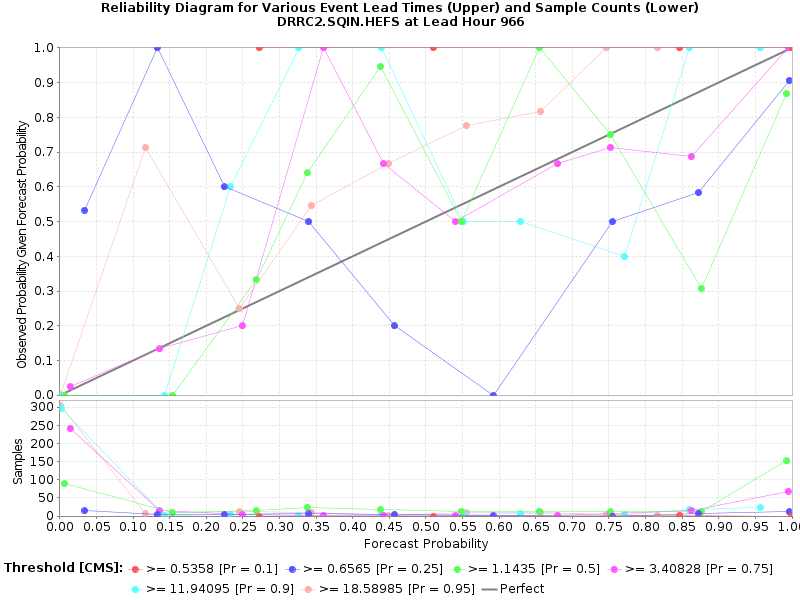 Reliability Diagram for Various Event Lead Times (Upper) and Sample Counts (Lower)
DRRC2.SQIN.HEFS at Lead Hour 966
Observed Probability Given Forecast Probability
1.0
0.9
0.8
0.7
0.6
0.5
0.4
0.3
0.2
0.1
0.0
Samples
300
250
200
150
100
50
0
0.00 0.05 0.10 0.15 0.20 0.25 0.30 0.35 0.40 0.45 0.50 0.55 0.60 0.65 0.70 0.75 0.80 0.85 0.90 0.95 1.00
Forecast Probability
Threshold [CMS]: >= 0.5358 [Pr = 0.1] >= 0.6565 [Pr = 0.25] >= 1.1435 [Pr = 0.5] >= 3.40828 [Pr = 0.75]
>= 11.94095 [Pr = 0.9] >= 18.58985 [Pr = 0.95] Perfect